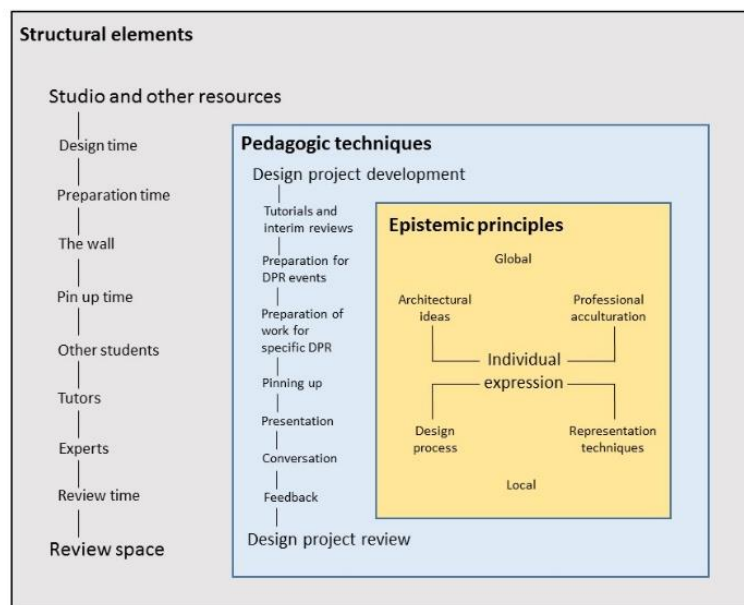 Structural elements
Studio and other resources
Design time
Preparation time
The wall
Pin up time
Other students
Tutors
Experts
Review time
Review space
Pedagogic techniques
Design project development
Tutorials and
interim reviews
Preparation for
DPR events
Preparation of
work for
specific DPR
Pinning up
Presentation
Conversation
Feedback
Design project review
Epistemic principles
Global
Architectural
ideas
Professional
acculturation
Individual
expression
Design
process
Representation
techniques
Local